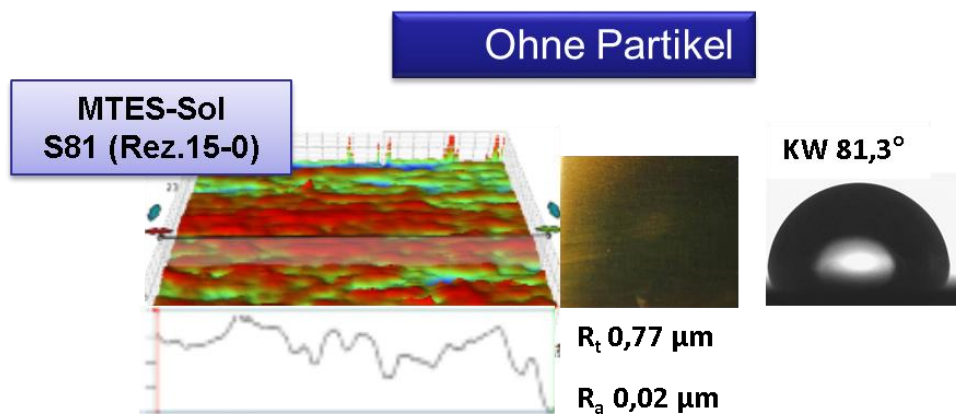 Ohne Partikel
MTES-Sol
S81 (Rez.15-0)
KW 81,3°
Rt 0,77 µm
Ra 0,02 µm